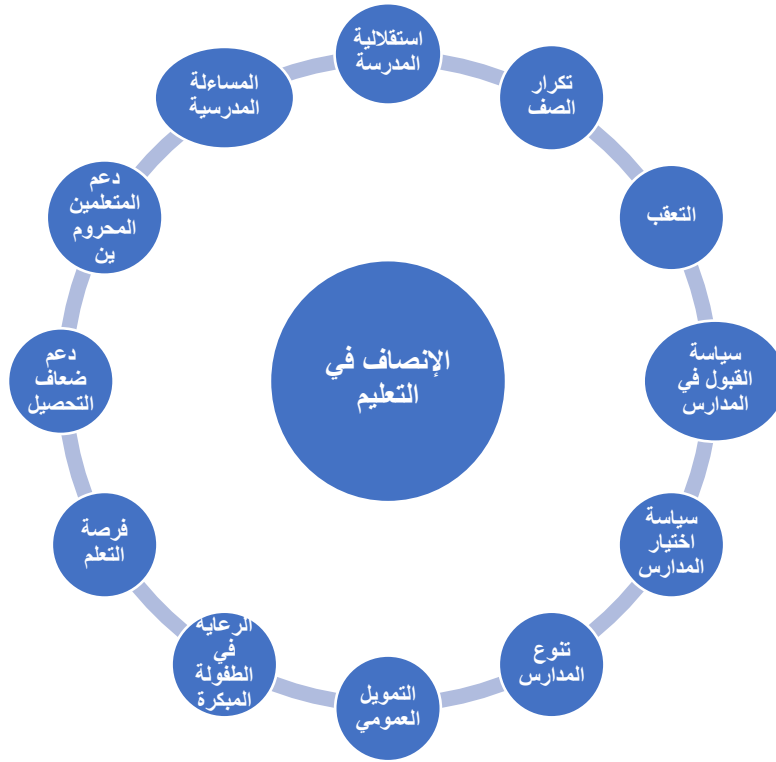 استقلالية
المدرسة
تكرار
الصف
التعقب
سياسة
القبول في
المدارس
سياسة
اختيار
المدارس
تنوع
المدارس
التمويل
العمومي
الرعاية
في
الطفولة
المبكرة
فرصة
التعلم
دعم
ضعاف
التحصيل
دعم
المتعلمين
المحروم
ين
المساءلة
المدرسية
الإنصاف في
التعليم